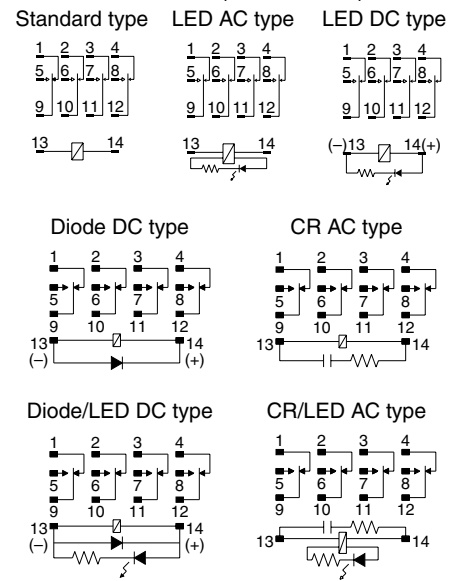 Standard type LED AC type LED DC type
1 2 3 4 1 2 3 4 1 2 3 4
5 6 7 8 5 6 7 8 5 6 7 8
9 10 11 12 9 10 11 12 9 10 11 12
13 14 13 14 (−)13 14(+)
Diode DC type CR AC type
1 2 3 4 1 2 3 4
5 6 7 8 5 6 7 8
9 10 11 12 9 10 11 12
13 14 13 14
(−) (+)
Diode/LED DC type CR/LED AC type
1 2 3 4 1 2 3 4
5 6 7 8 5 6 7 8
9 10 11 12 9 10 11 12
13 14 13 14
(−) (+)